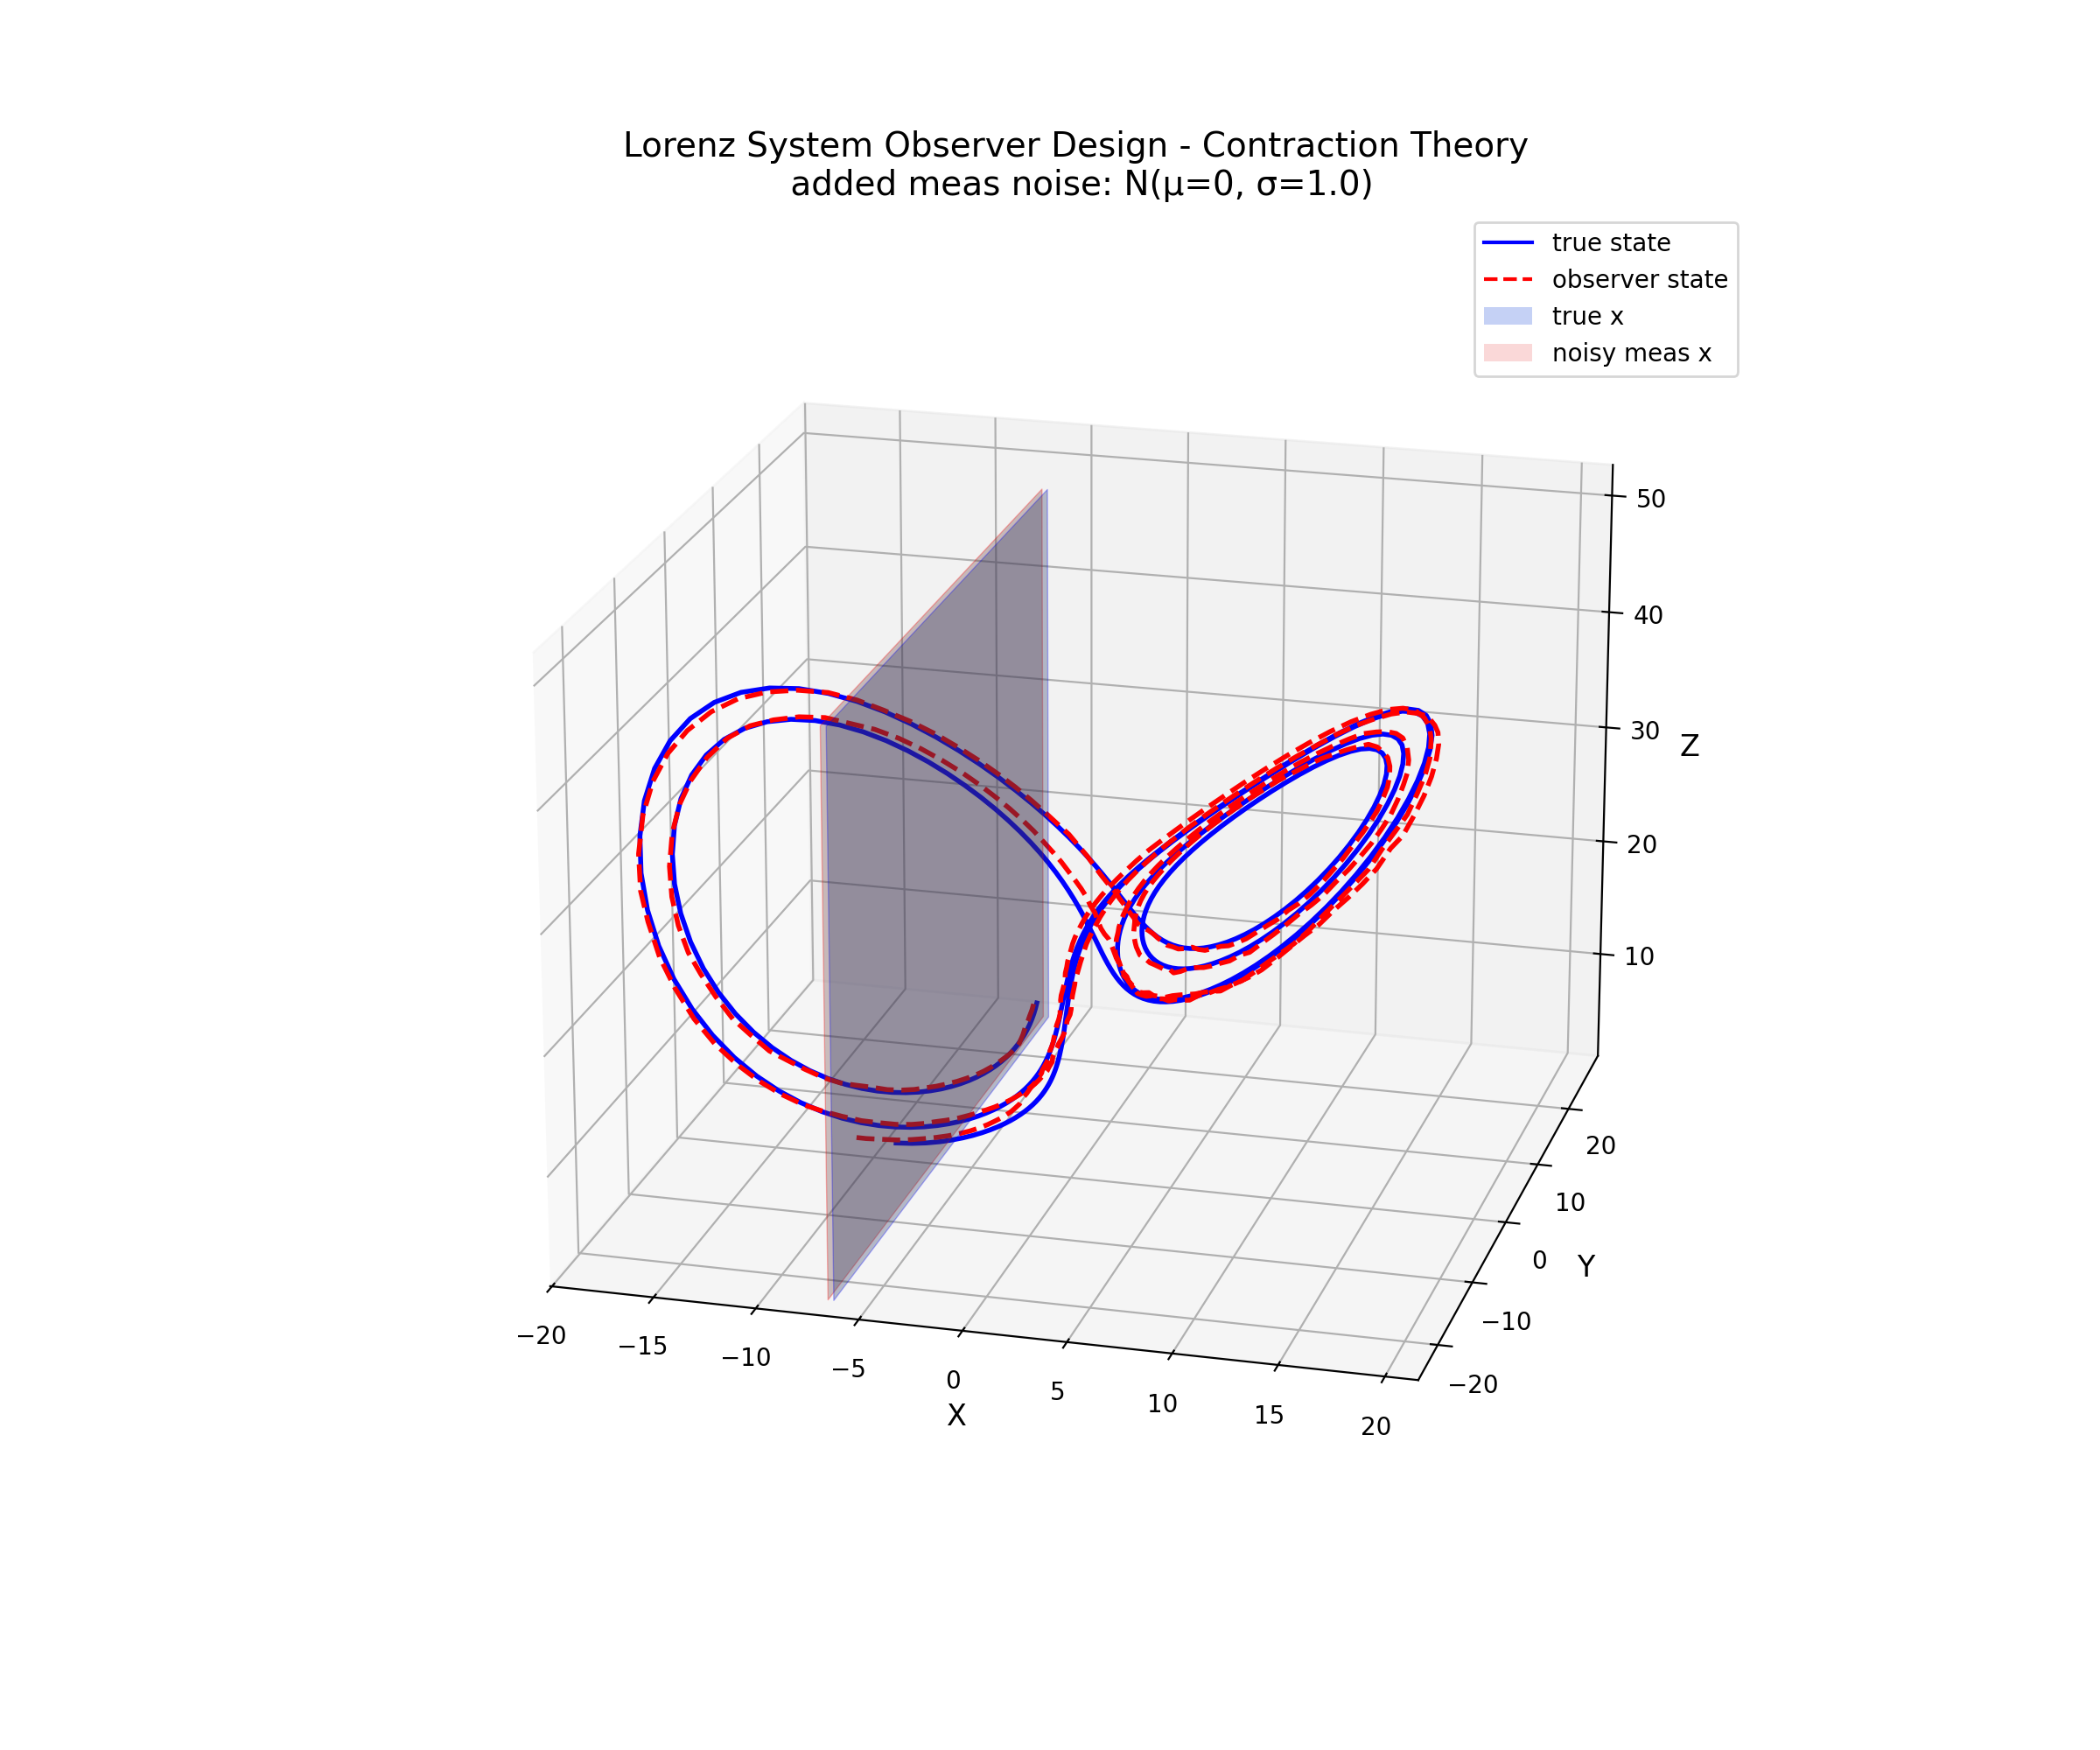 Lorenz System Observer Design - Contraction Theory
added meas noise: N(μ=0, σ=1.0)
true state
observer state
true x
noisy meas x
50
40
30
20
10
Z
20
10
0
−10
−20
Y
−20
−15
−10
−5
0
5
10
15
20
X